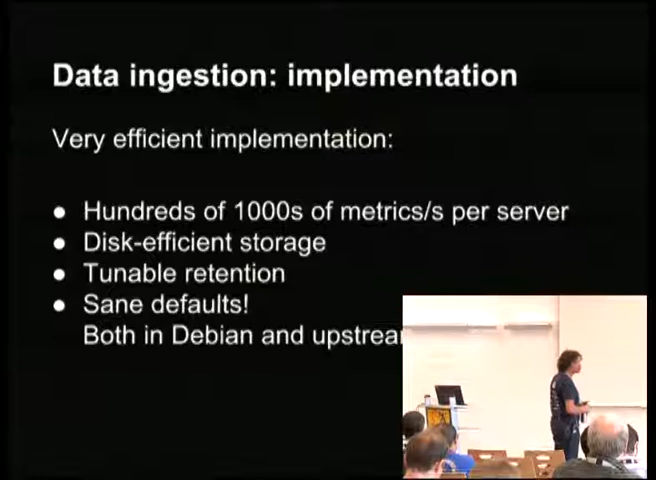 Data ingestion: implementation
Very efficient implementation:
● Hundreds of 1000s of metrics/s per server
● Disk-efficient storage
● Tunable retention
● Sane defaults!
Both in Debian and